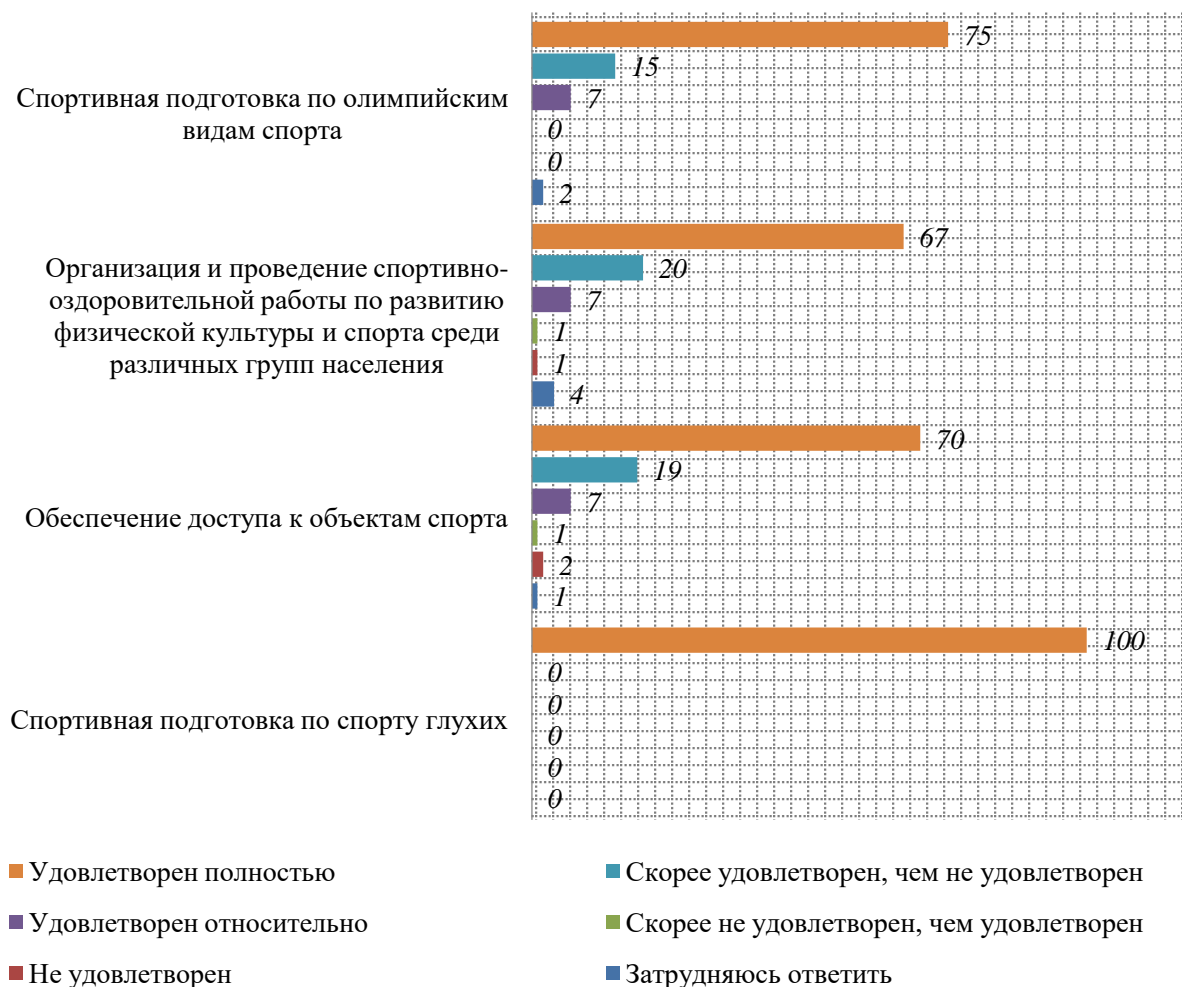 75
15
Спортивная подготовка по олимпийским
видам спорта
7
0
0
2
67
Организация и проведение спортивно-
оздоровительной работы по развитию
физической культуры и спорта среди
различных групп населения
20
7
1
1
4
70
19
Обеспечение доступа к объектам спорта
7
1
2
1
100
0
0
Спортивная подготовка по спорту глухих
0
0
0
Удовлетворен полностью
Скорее удовлетворен, чем не удовлетворен
Удовлетворен относительно
Скорее не удовлетворен, чем удовлетворен
Не удовлетворен
Затрудняюсь ответить